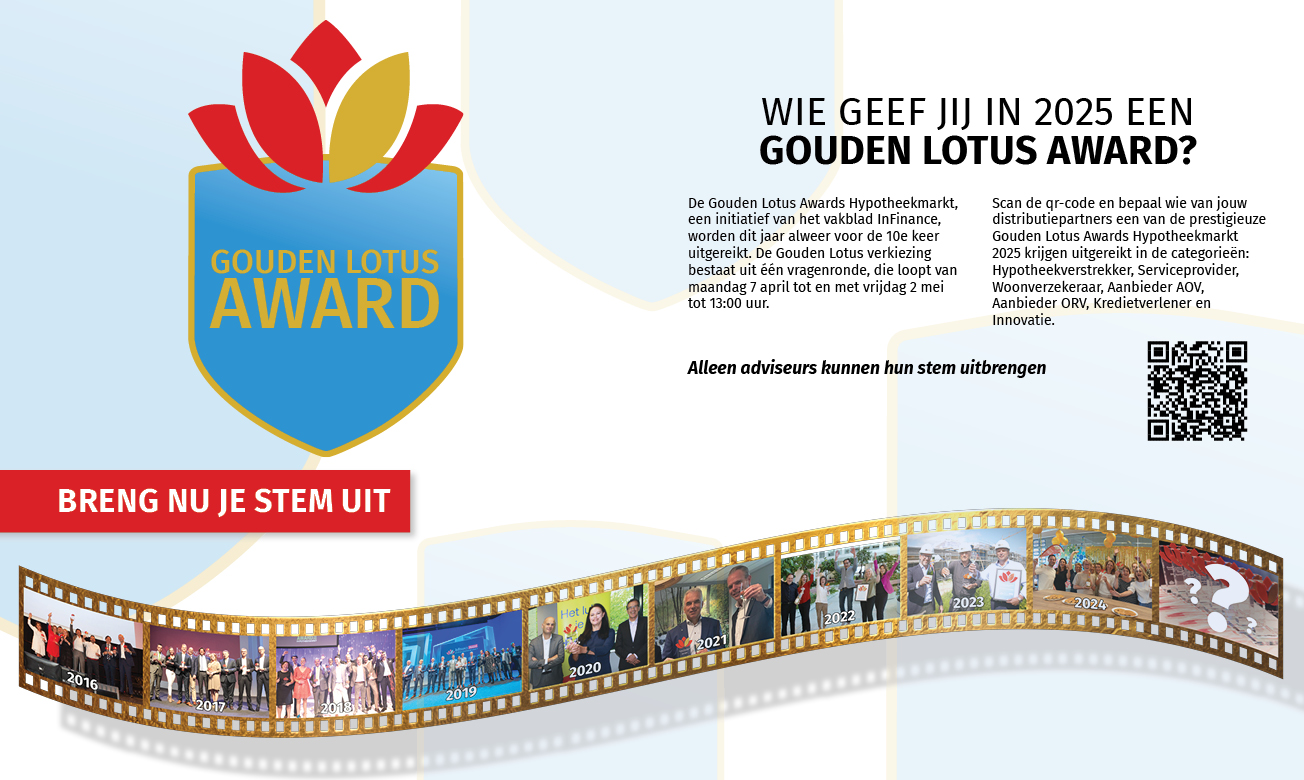 GOUDEN LOTUS
AWARD
BRENG NU JE STEM UIT
WIE GEEF JIJ IN 2025 EEN
GOUDEN LOTUS AWARD?
De Gouden Lotus Awards Hypotheekmarkt,
een initiatief van het vakblad InFinance,
worden dit jaar alweer voor de 10e keer
uitgereikt. De Gouden Lotus verkiezing
bestaat uit één vragenronde, die loopt van
maandag 7 april tot en met vrijdag 2 mei
tot 13:00 uur.
Scan de qr-code en bepaal wie van jouw
distributiepartners een van de prestigieuze
Gouden Lotus Awards Hypotheekmarkt
2025 krijgen uitgereikt in de categorieën:
Hypotheekverstrekker, Serviceprovider,
Woonverzekeraar, Aanbieder AOV,
Aanbieder ORV, Kredietverlener en
Innovatie.
Alleen adviseurs kunnen hun stem uitbrengen
2016
2017
2018
2019
Het lu
2020
2021
2022
2023
2024
? ? ?